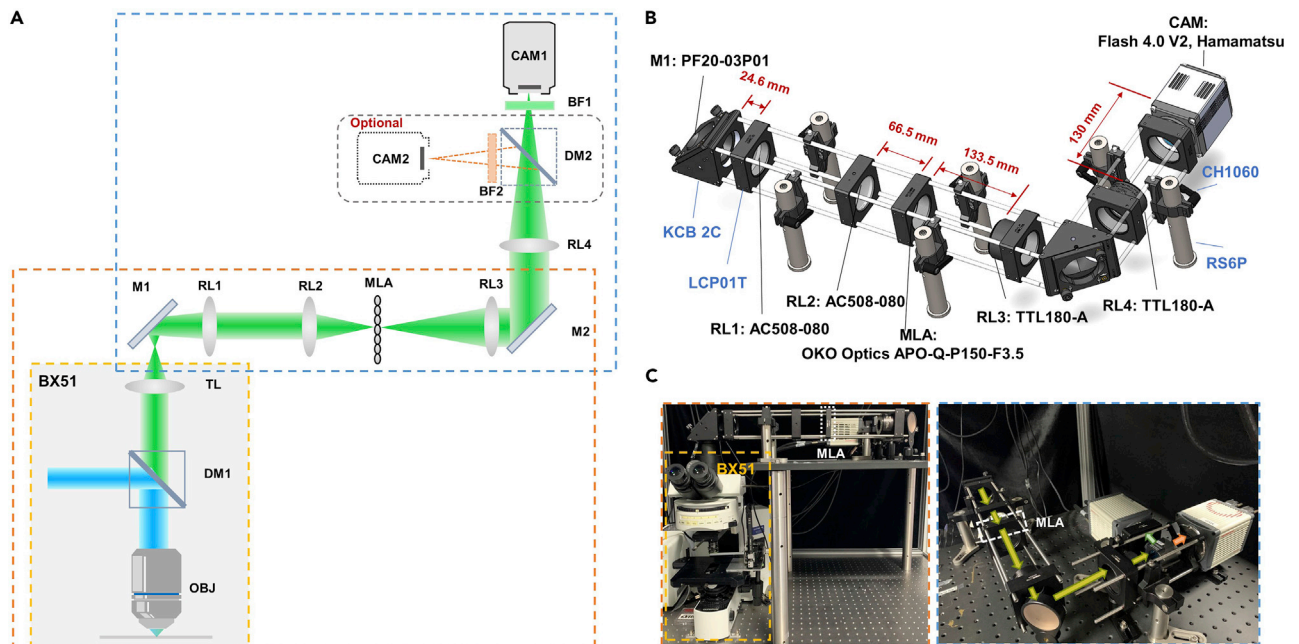 A
CAM1
BF1
Optional
CAM2
DM2
BF2
RL4
M1
RL1
RL2
MLA
RL3
M2
BX51
TL
DM1
OBJ
B
CAM:
Flash 4.0 V2, Hamamatsu
M1: PF20-03P01
24.6 mm
66.5 mm
133.5 mm
130 mm
CH1060
KCB 2C
LCP01T
RS6P
RL2: AC508-080
RL4: TTL180-A
RL1: AC508-080
RL3: TTL180-A
MLA:
OKO Optics APO-Q-P150-F3.5
C
MLA
BX51
MLA